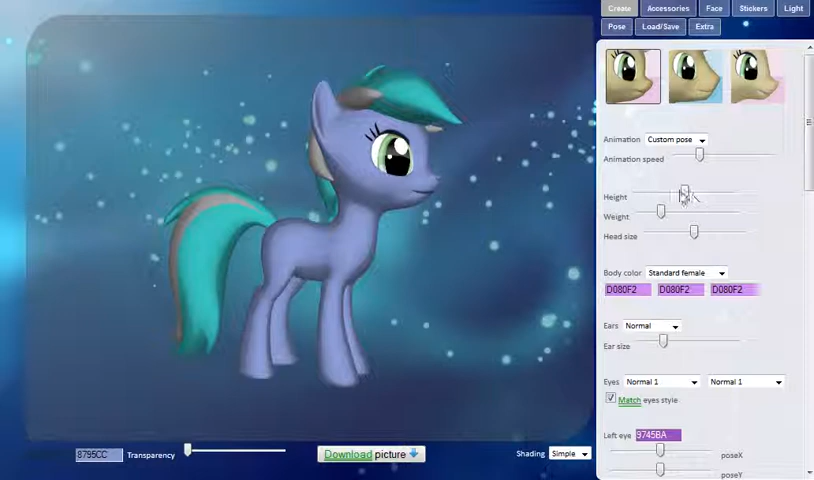 Create Accessories Face Stickers Light
Pose Load/Save Extra
Animation Custom pose
Animation speed
Height
Weight
Head size
Body color Standard female
D080F2 D080F2 D080F2
Ears Normal
Ear size
Eyes Normal 1 Normal 1
Match eyes style
Left eye 9745BA
poseX
poseY
8795CC Transparency Download picture Shading Simple